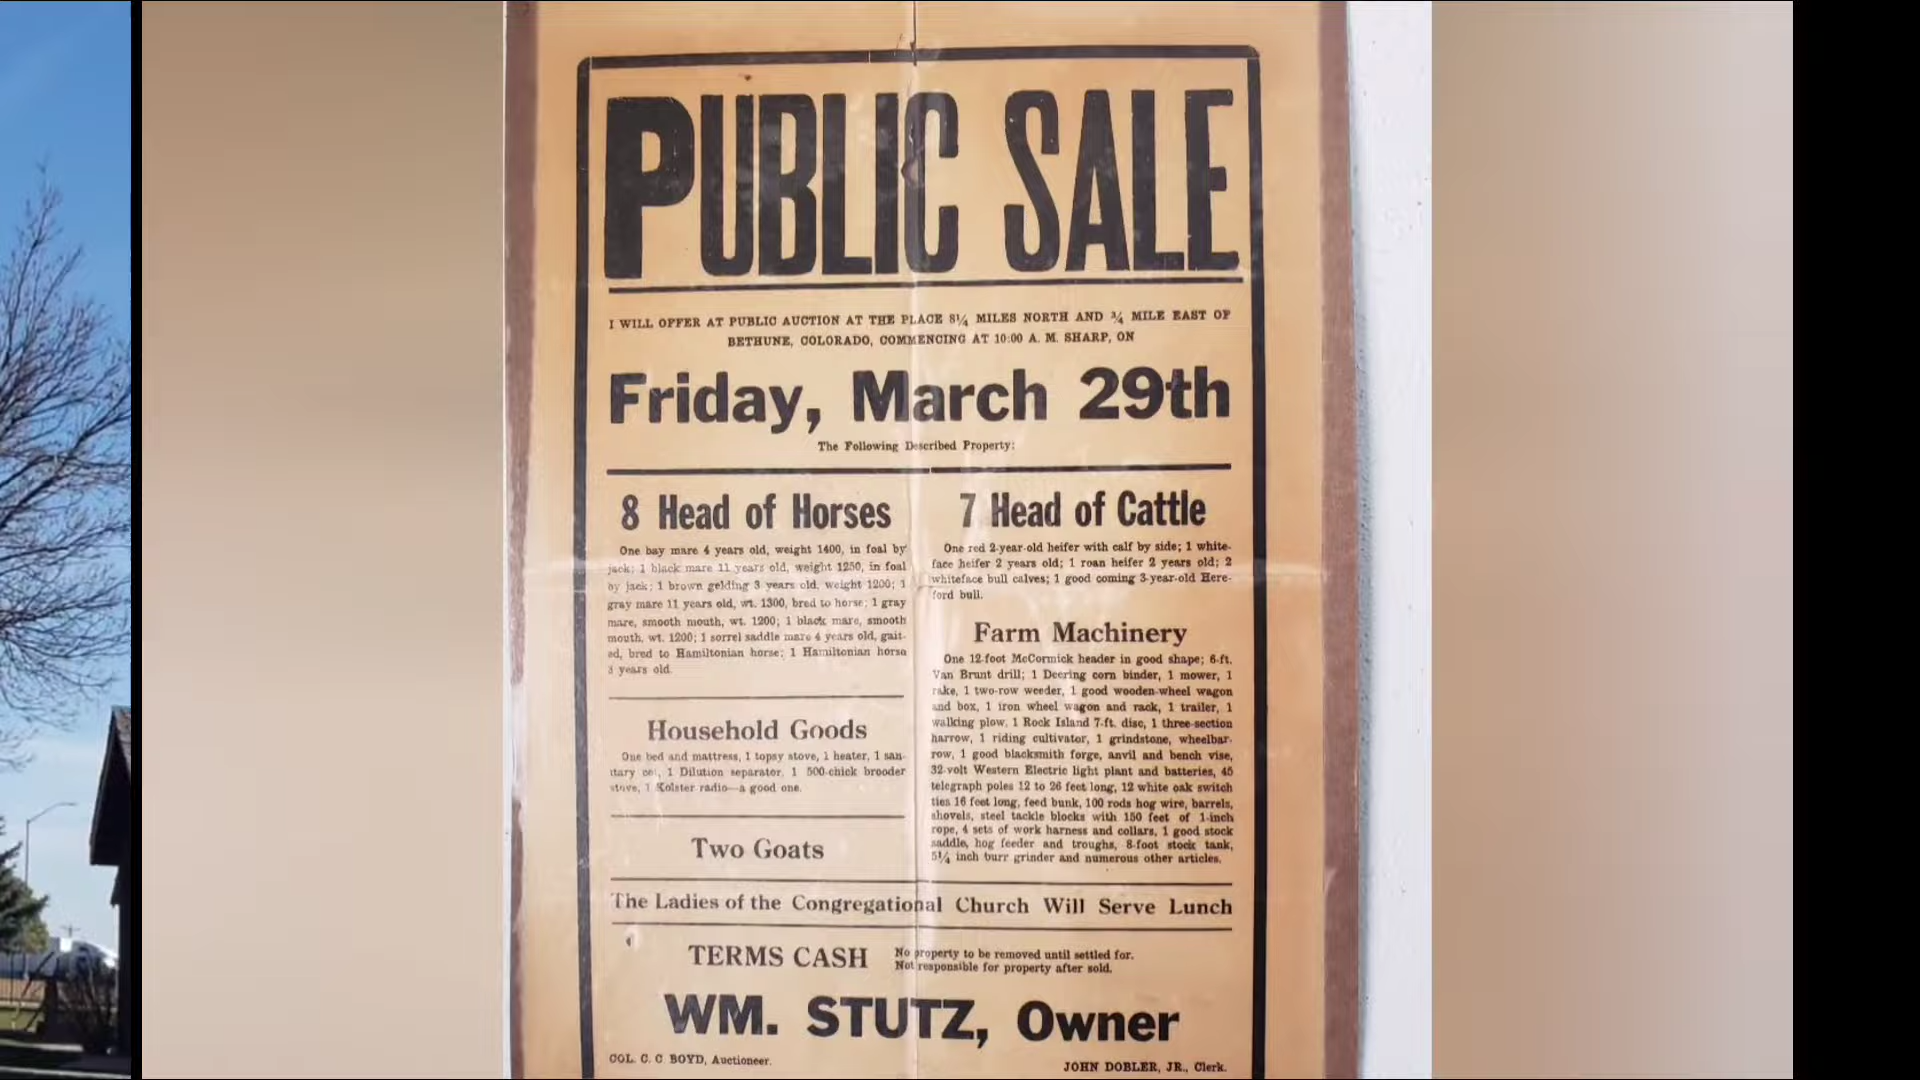 PUBLIC SALE
I WILL OFFER AT PUBLIC AUCTION AT THE PLACE 8¼ MILES NORTH AND ¾ MILE EAST OF
BETHUNE, COLORADO, COMMENCING AT 10:00 A. M. SHARP, ON
Friday, March 29th
The Following Described Property:
8 Head of Horses
One bay mare 4 years old, weight 1400, in foal by
jack; 1 black mare 11 years old, weight 1250, in foal
by jack; 1 brown gelding 3 years old, weight 1200; 1
gray mare 11 years old, wt. 1300, bred to horse; 1 gray
mare, smooth mouth, wt. 1200; 1 black mare, smooth
mouth, wt. 1200; 1 sorrel saddle mare 4 years old, gait-
ed, bred to Hamiltonian horse; 1 Hamiltonian horse
3 years old.
Household Goods
One bed and mattress, 1 topsy stove, 1 heater, 1 san-
itary cot, 1 Dilution separator, 1 500-chick brooder
stove, 1 Kolster radio—a good one.
Two Goats
7 Head of Cattle
One red 2-year-old heifer with calf by side; 1 white-
face heifer 2 years old; 1 roan heifer 2 years old; 2
whiteface bull calves; 1 good coming 3-year-old Here-
ford bull.
Farm Machinery
One 12-foot McCormick header in good shape; 6-ft.
Van Brunt drill; 1 Deering corn binder, 1 mower, 1
rake, 1 two-row weeder, 1 good wooden-wheel wagon
and box, 1 iron wheel wagon and rack, 1 trailer, 1
walking plow, 1 Rock Island 7-ft. disc, 1 three-section
harrow, 1 riding cultivator, 1 grindstone, wheelbar-
row, 1 good blacksmith forge, anvil and bench vise,
32-volt Western Electric light plant and batteries, 45
telegraph poles 12 to 26 feet long, 12 white oak switch
ties 16 feet long, feed bunk, 100 rods hog wire, barrels,
shovels, steel tackle blocks with 150 feet of 1-inch
rope, 4 sets of work harness and collars, 1 good stock
saddle, hog feeder and troughs, 8-foot stock tank,
5¼ inch burr grinder and numerous other articles.
The Ladies of the Congregational Church Will Serve Lunch
TERMS CASH
No property to be removed until settled for.
Not responsible for property after sold.
WM. STUTZ, Owner
COL. C. C. BOYD, Auctioneer.
JOHN DOBLER, JR., Clerk.